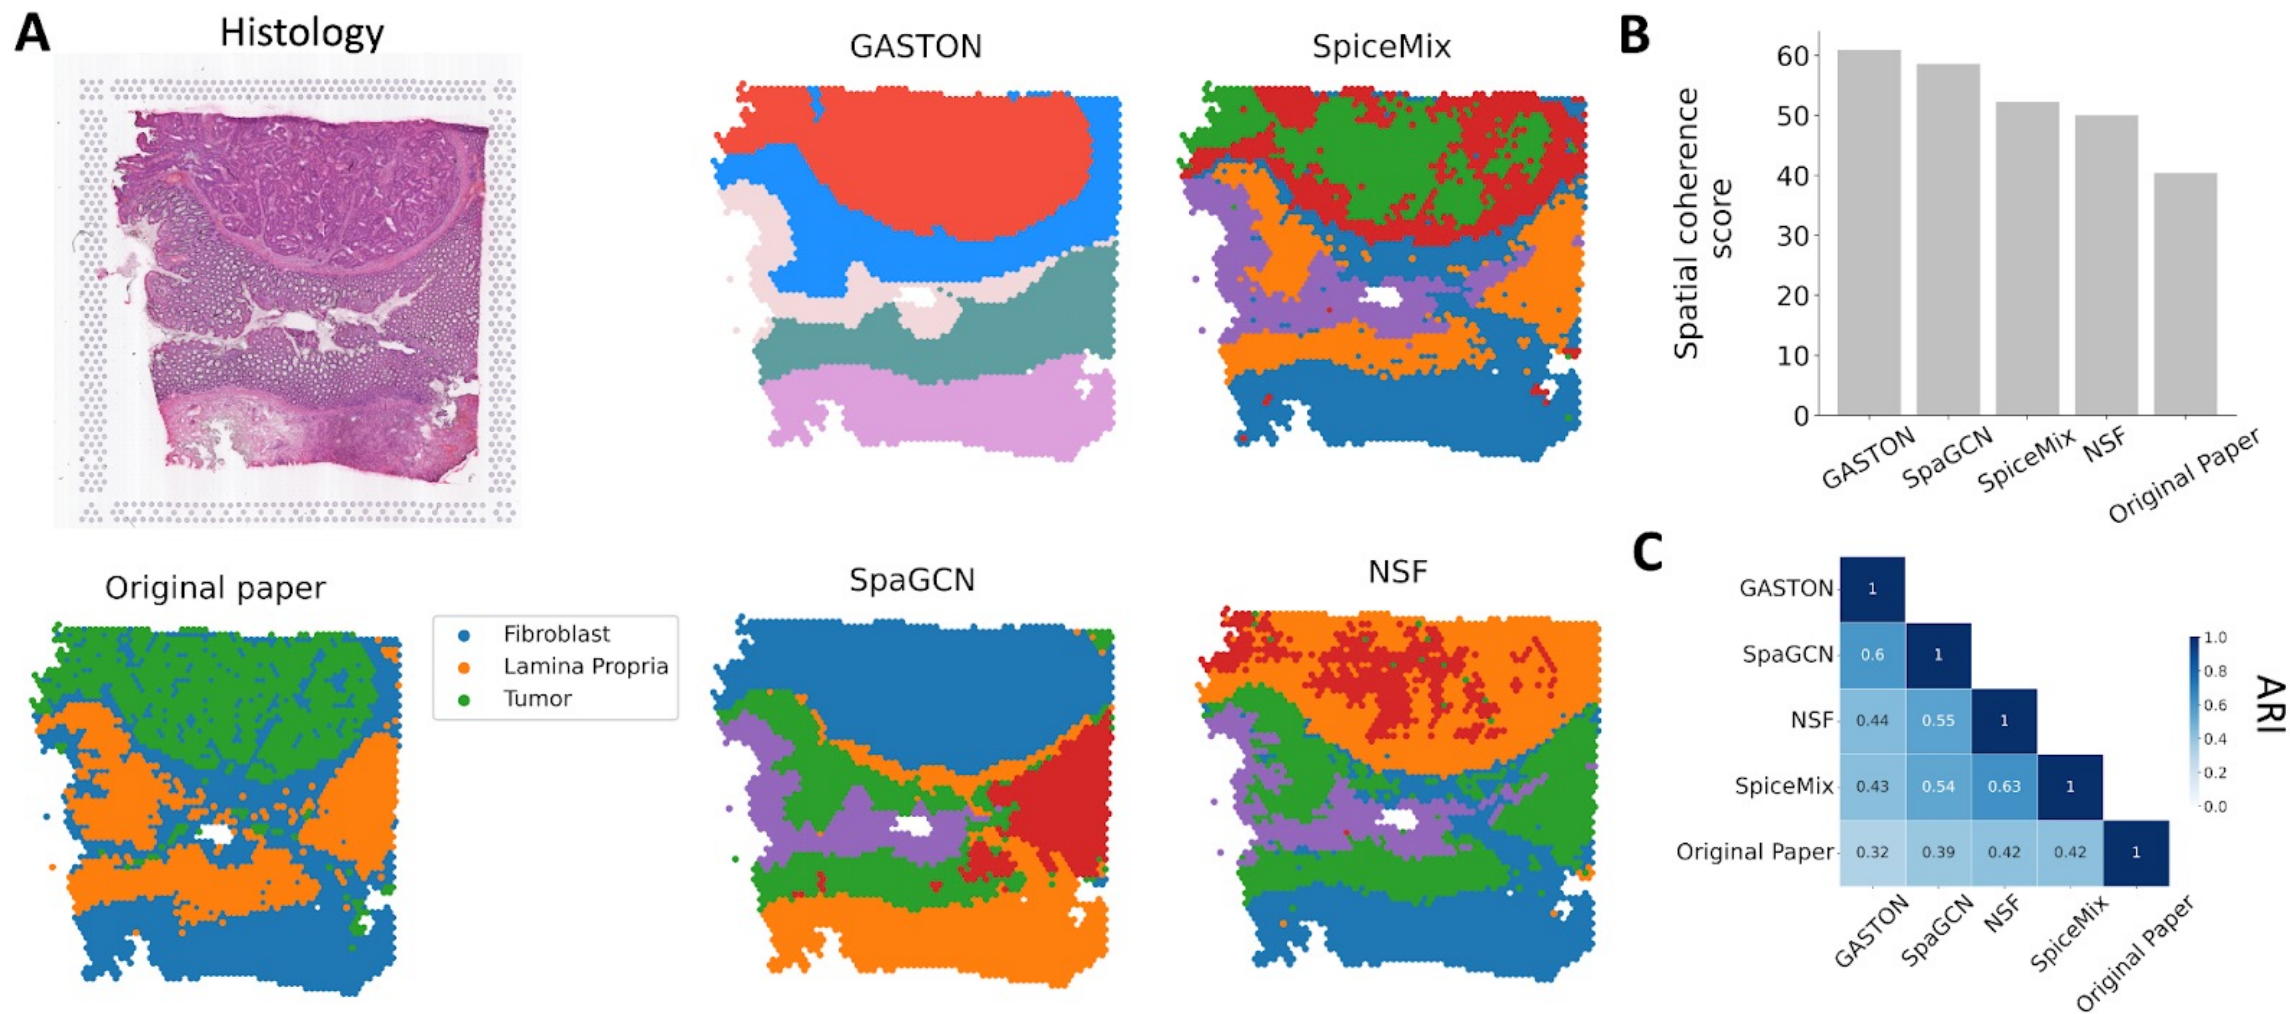 A
Histology
GASTON
SpiceMix
Original paper
Fibroblast
Lamina Propria
Tumor
SpaGCN
NSF
B
Spatial coherence
score
60
50
40
30
20
10
0
GASTON
SpaGCN
SpiceMix
NSF
Original Paper
C
GASTON
1
SpaGCN
0.6
1
NSF
0.44
0.55
1
SpiceMix
0.43
0.54
0.63
1
Original Paper
0.32
0.39
0.42
0.42
1
GASTON
SpaGCN
NSF
SpiceMix
Original Paper
1.0
0.8
0.6
0.4
0.2
0.0
ARI